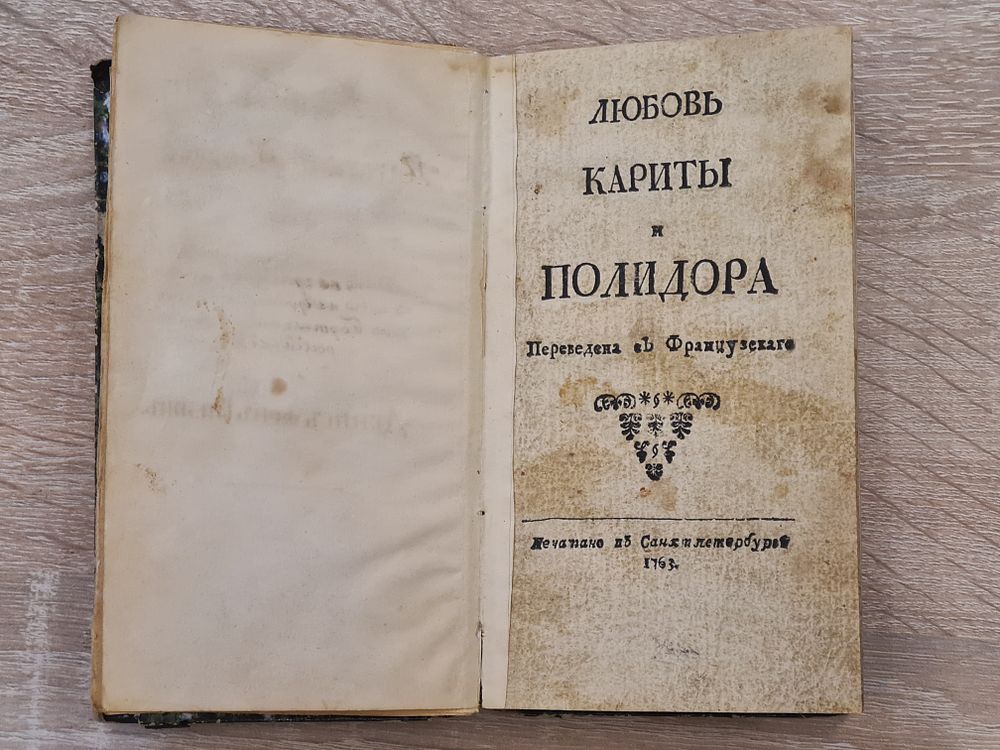 ЛЮБОВЬ
КАРИТЫ
и
ПОЛИДОРА
Переведена съ Французскаго
Печатано въ Санктпетербургѣ
1763.